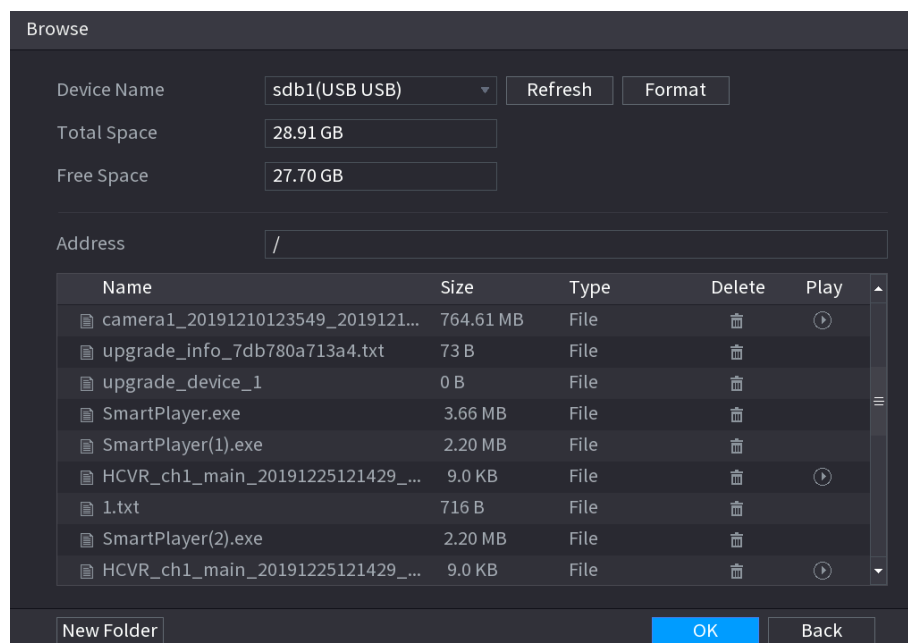 Browse
Device Name sdb1(USB USB) Refresh Format
Total Space 28.91 GB
Free Space 27.70 GB
Address /
Name Size Type Delete Play
camera1_20191210123549_2019121... 764.61 MB File
upgrade_info_7db780a713a4.txt 73 B File
upgrade_device_1 0 B File
SmartPlayer.exe 3.66 MB File
SmartPlayer(1).exe 2.20 MB File
HCVR_ch1_main_20191225121429_... 9.0 KB File
1.txt 716 B File
SmartPlayer(2).exe 2.20 MB File
HCVR_ch1_main_20191225121429_... 9.0 KB File
New Folder OK Back